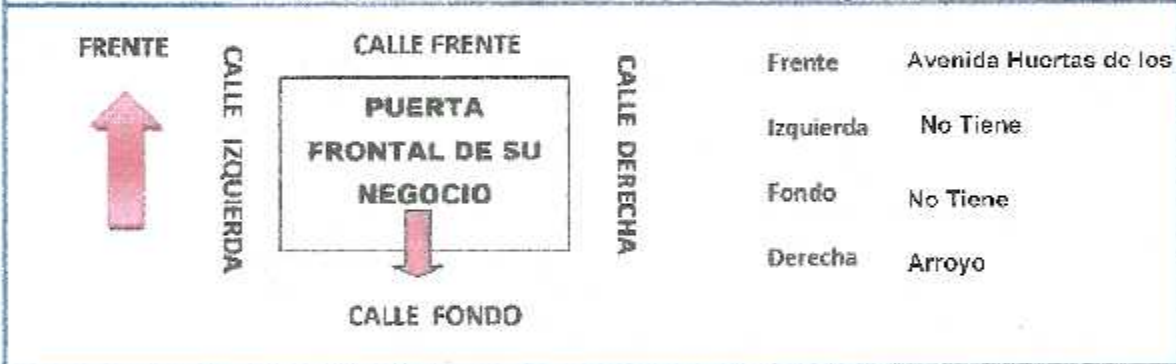 FRENTE
CALLE IZQUIERDA
CALLE FRENTE
PUERTA
FRONTAL DE SU
NEGOCIO
CALLE FONDO
CALLE DERECHA
Frente Avenida Huertas de los
Izquierda No Tiene
Fondo No Tiene
Derecha Arroyo